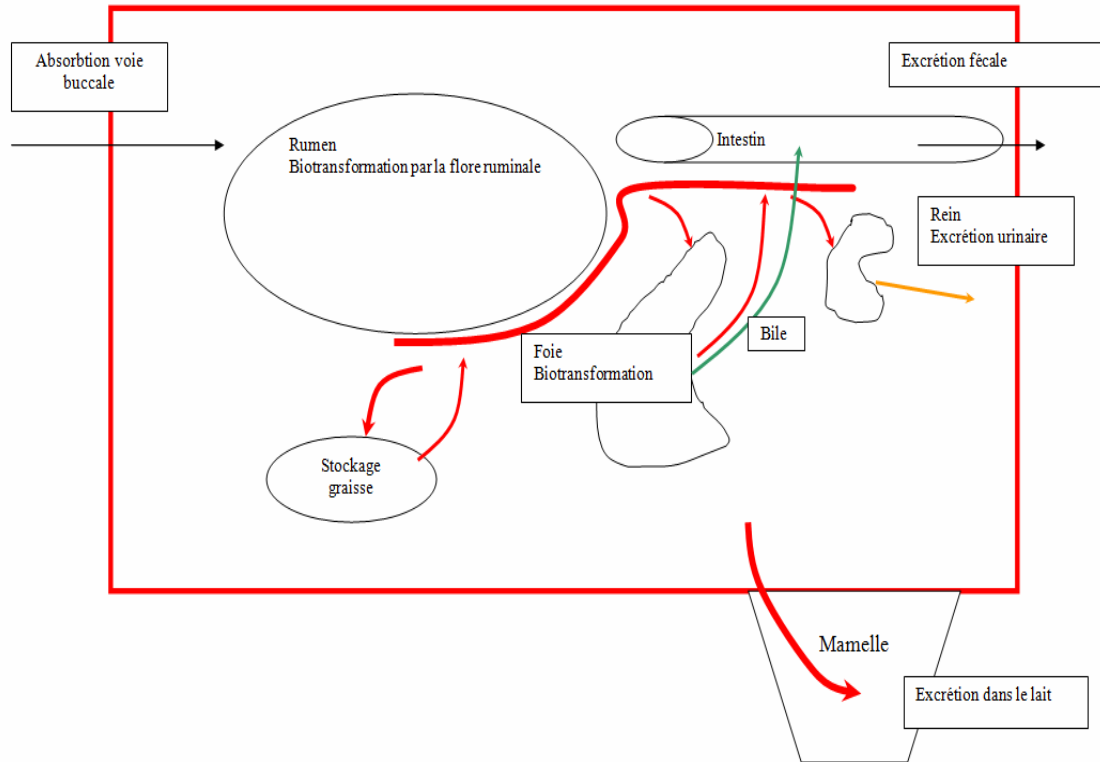 Absorbtion voie
buccale
Excrétion fécale
Rumen
Biotransformation par la flore ruminale
Intestin
Rein
Excrétion urinaire
Foie
Biotransformation
Bile
Stockage
graisse
Mamelle
Excrétion dans le lait